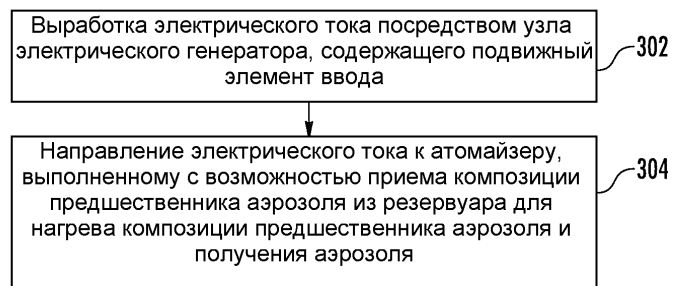 Выработка электрического тока посредством узла
электрического генератора, содержащего подвижный
элемент ввода
302
Направление электрического тока к атомайзеру,
выполненному с возможностью приема композиции
предшественника аэрозоля из резервуара для
нагрева композиции предшественника аэрозоля и
получения аэрозоля
304